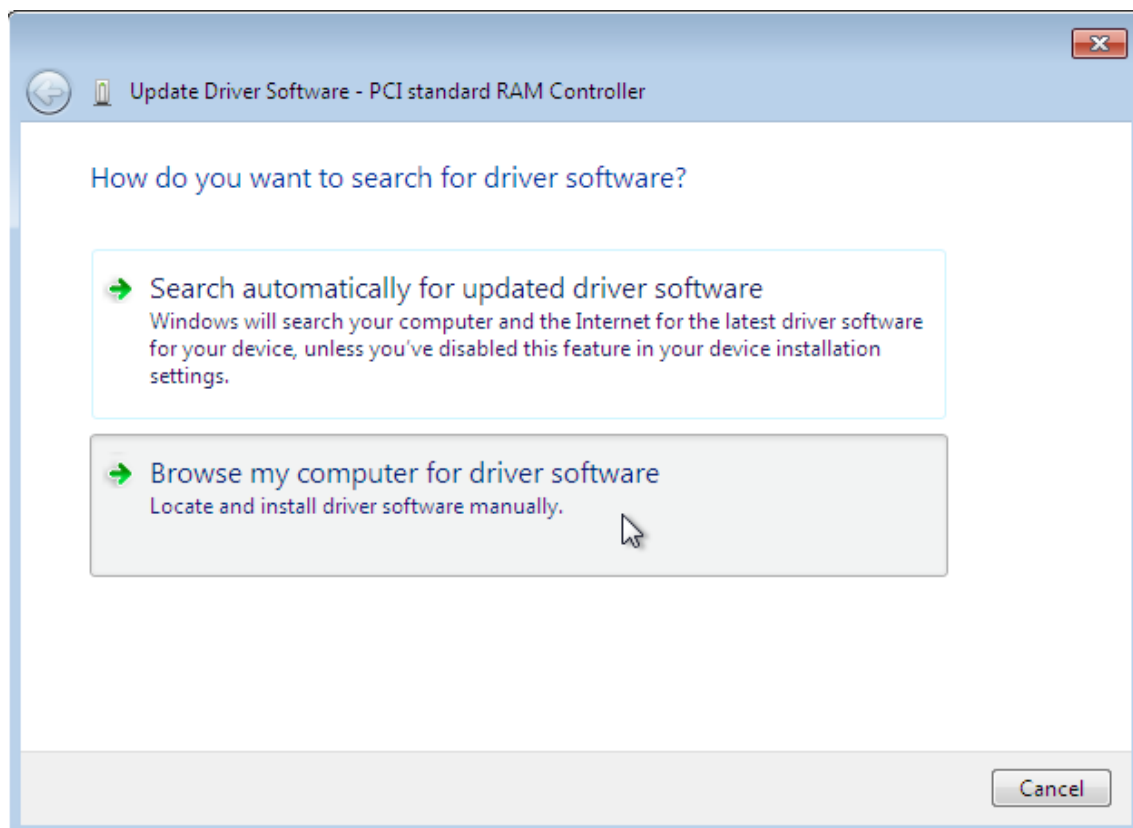 Update Driver Software - PCI standard RAM Controller
How do you want to search for driver software?
Search automatically for updated driver software
Windows will search your computer and the Internet for the latest driver software
for your device, unless you've disabled this feature in your device installation
settings.
Browse my computer for driver software
Locate and install driver software manually.
Cancel